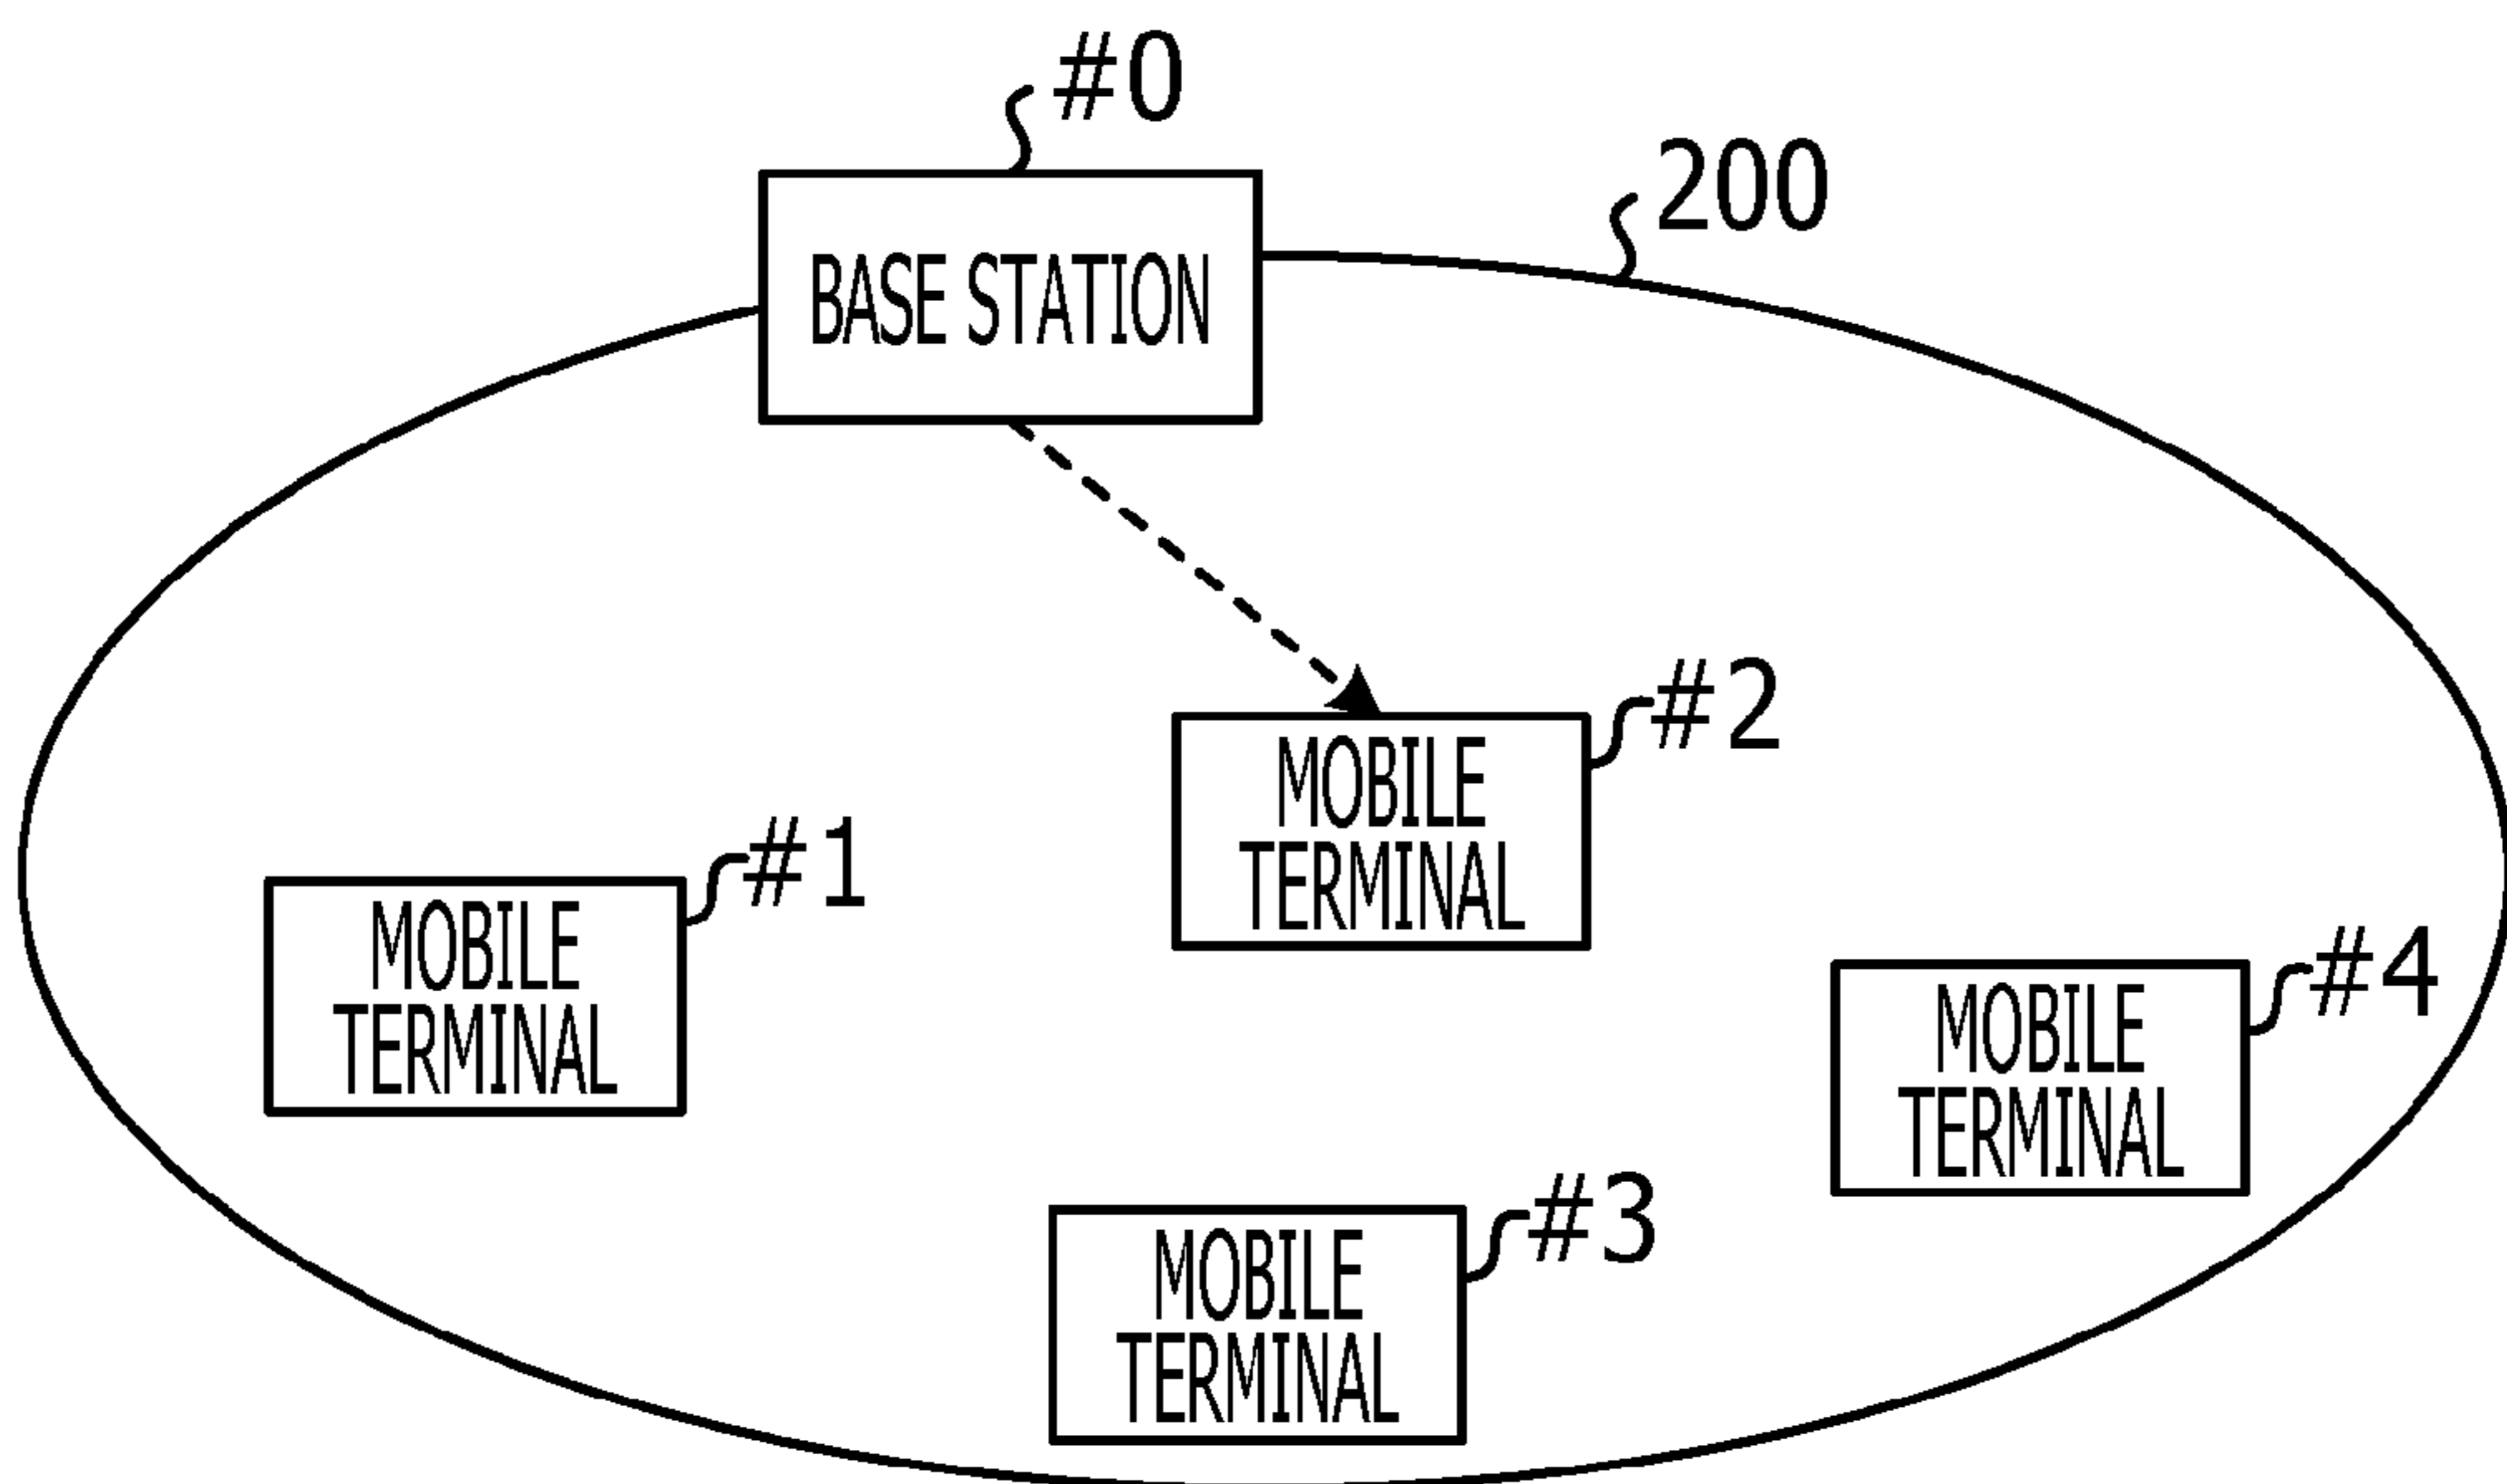 #0
200
BASE STATION
#2
MOBILE
TERMINAL
#1
MOBILE
TERMINAL
#4
MOBILE
TERMINAL
#3
MOBILE
TERMINAL